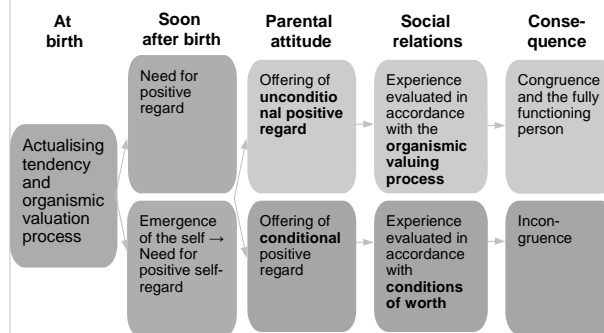 At
birth
Soon
after birth
Parental
attitude
Social
relations
Conse-
quence
Actualising
tendency
and
organismic
valuation
process
Need for
positive
regard
Emergence
of the self →
Need for
positive self-
regard
Offering of
unconditio
nal positive
regard
Offering of
conditional
positive
regard
Experience
evaluated in
accordance
with the
organismic
valuing
process
Experience
evaluated in
accordance
with
conditions
of worth
Congruence
and the fully
functioning
person
Incon-
gruence